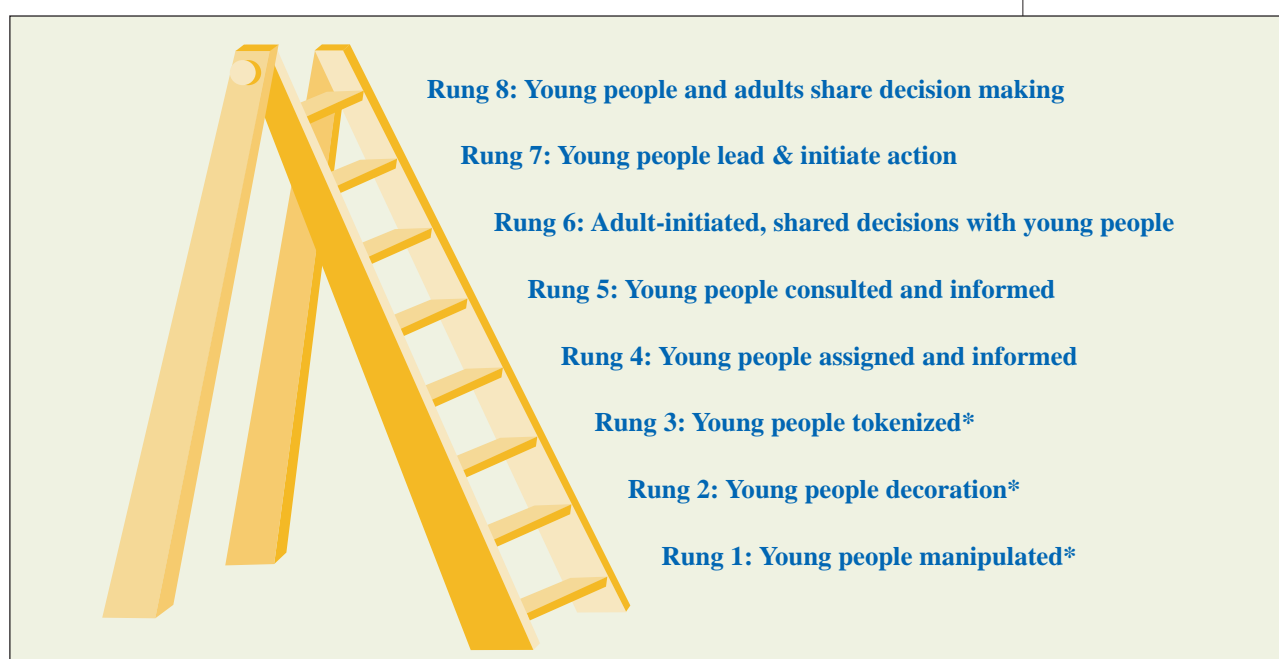 Rung 8: Young people and adults share decision making
Rung 7: Young people lead & initiate action
Rung 6: Adult-initiated, shared decisions with young people
Rung 5: Young people consulted and informed
Rung 4: Young people assigned and informed
Rung 3: Young people tokenized*
Rung 2: Young people decoration*
Rung 1: Young people manipulated*